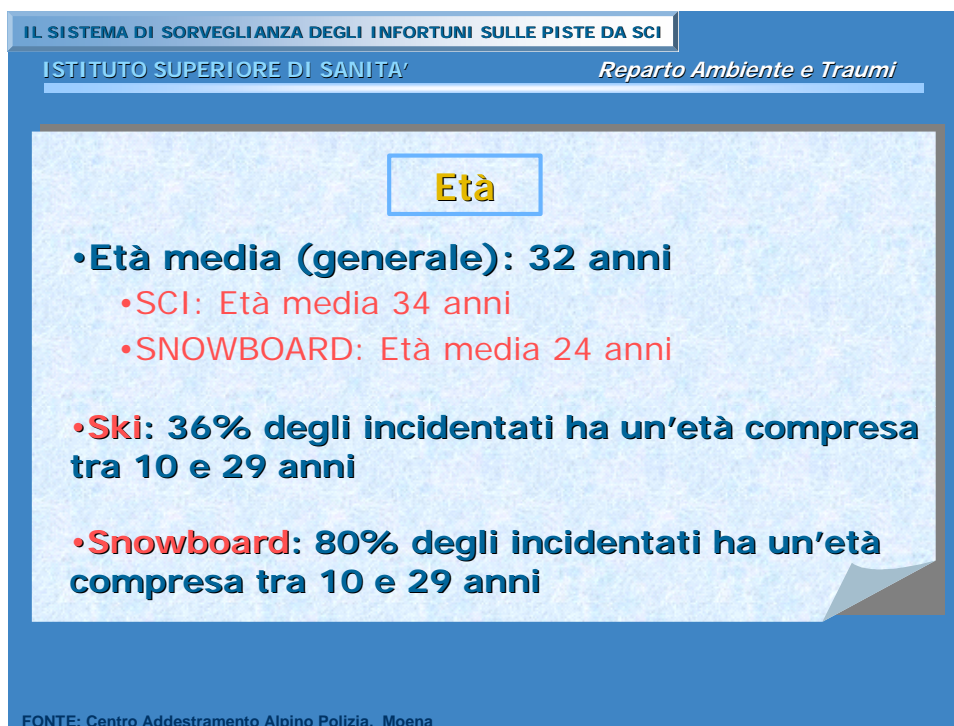 IL SISTEMA DI SORVEGLIANZA DEGLI INFORTUNI SULLE PISTE DA SCI
ISTITUTO SUPERIORE DI SANITA’ Reparto Ambiente e Traumi
Età
•Età media (generale): 32 anni
•SCI: Età media 34 anni
•SNOWBOARD: Età media 24 anni
•Ski: 36% degli incidentati ha un’età compresa
tra 10 e 29 anni
•Snowboard: 80% degli incidentati ha un’età
compresa tra 10 e 29 anni
FONTE: Centro Addestramento Alpino Polizia, Moena